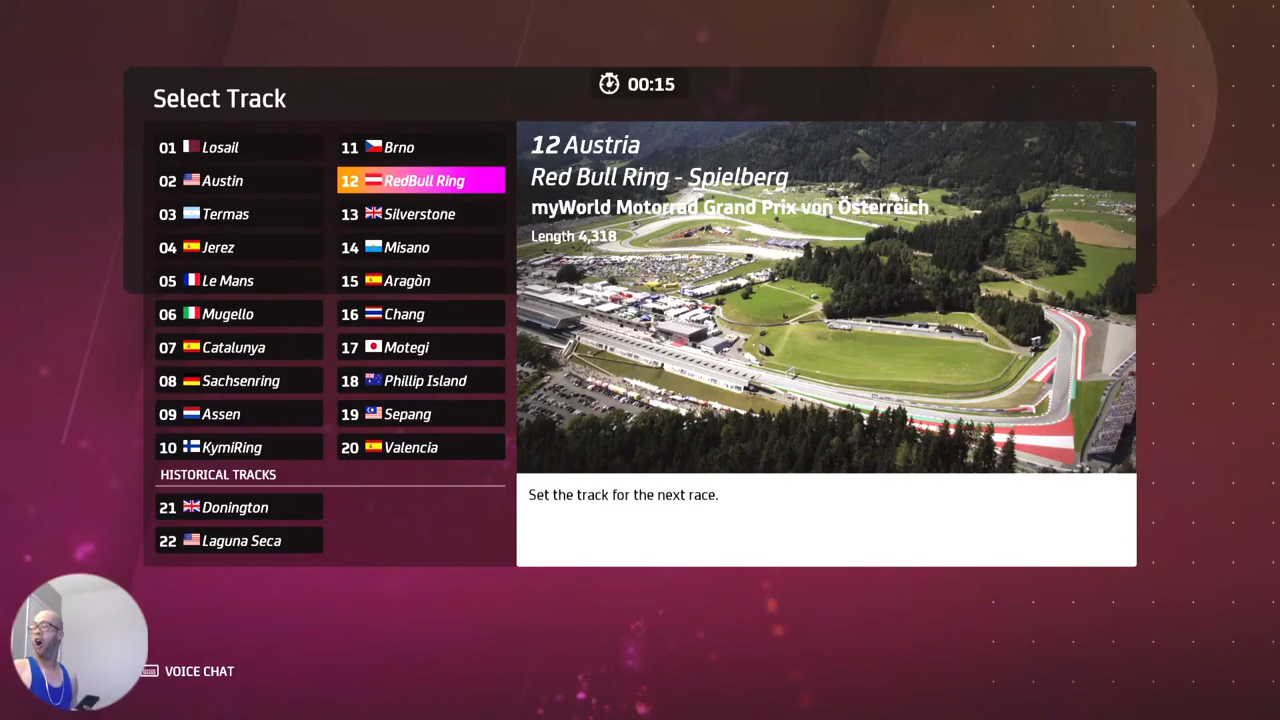 00:15
Select Track
01 Losail
02 Austin
03 Termas
04 Jerez
05 Le Mans
06 Mugello
07 Catalunya
08 Sachsenring
09 Assen
10 KymiRing
11 Brno
12 RedBull Ring
13 Silverstone
14 Misano
15 Aragòn
16 Chang
17 Motegi
18 Phillip Island
19 Sepang
20 Valencia
HISTORICAL TRACKS
21 Donington
22 Laguna Seca
12 Austria
Red Bull Ring - Spielberg
myWorld Motorrad Grand Prix von Österreich
Length 4,318
Set the track for the next race.
VOICE CHAT